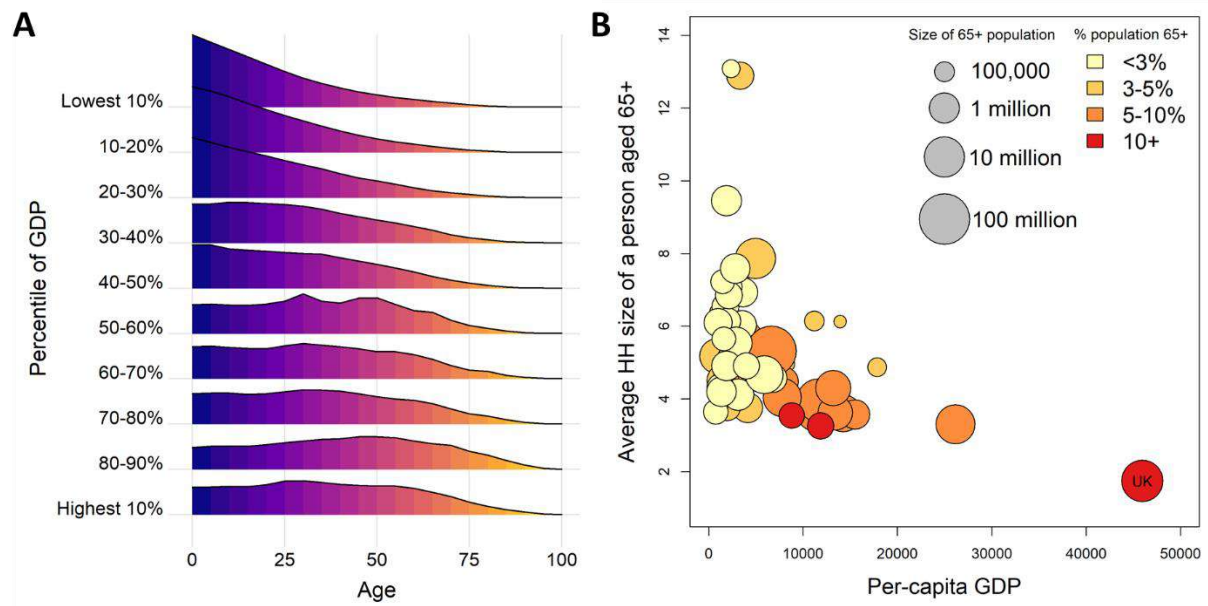 A
Percentile of GDP
Lowest 10%
10-20%
20-30%
30-40%
40-50%
50-60%
60-70%
70-80%
80-90%
Highest 10%
0 25 50 75 100
Age
B
Average HH size of a person aged 65+
14
12
10
8
6
4
2
Size of 65+ population
100,000
1 million
10 million
100 million
% population 65+
<3%
3-5%
5-10%
10+
UK
0 10000 20000 30000 40000 50000
Per-capita GDP